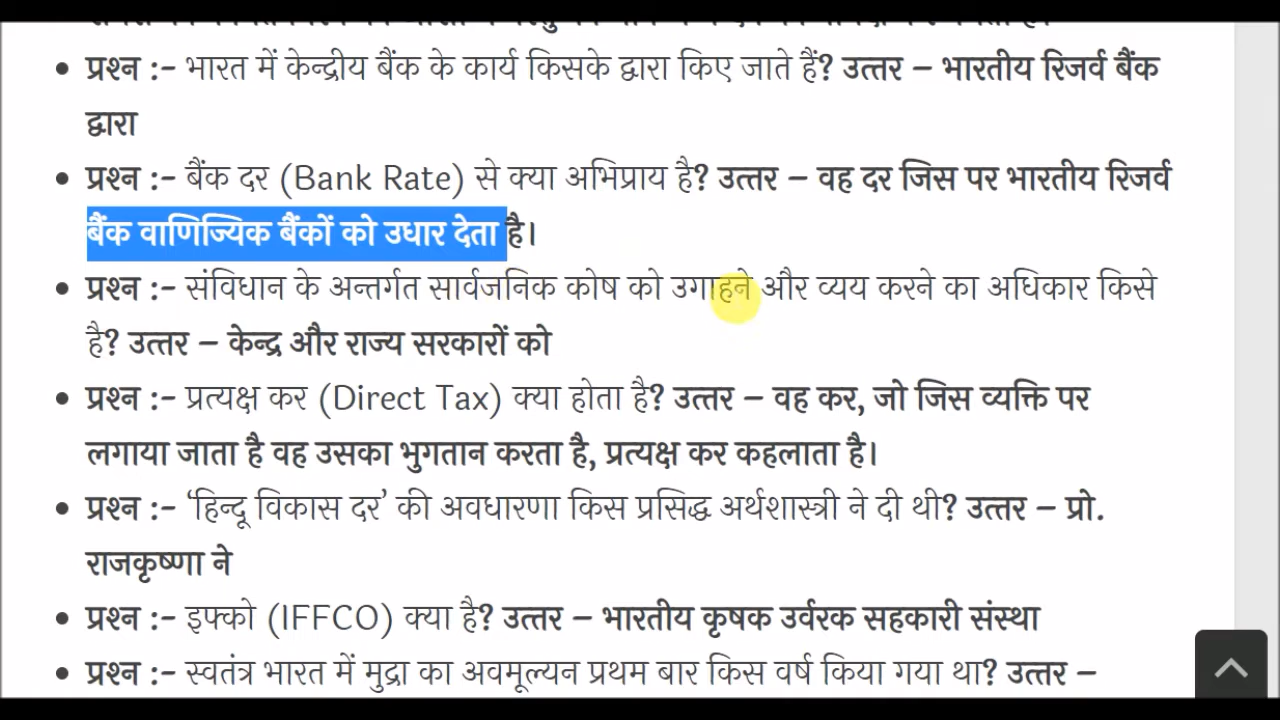 प्रश्न :- भारत में केन्द्रीय बैंक के कार्य किसके द्वारा किए जाते हैं? उत्तर – भारतीय रिजर्व बैंक
द्वारा
प्रश्न :- बैंक दर (Bank Rate) से क्या अभिप्राय है? उत्तर – वह दर जिस पर भारतीय रिजर्व
बैंक वाणिज्यिक बैंकों को उधार देता है।
प्रश्न :- संविधान के अन्तर्गत सार्वजनिक कोष को उगाहने और व्यय करने का अधिकार किसे
है? उत्तर – केन्द्र और राज्य सरकारों को
प्रश्न :- प्रत्यक्ष कर (Direct Tax) क्या होता है? उत्तर – वह कर, जो जिस व्यक्ति पर
लगाया जाता है वह उसका भुगतान करता है, प्रत्यक्ष कर कहलाता है।
प्रश्न :- ‘हिन्दू विकास दर’ की अवधारणा किस प्रसिद्ध अर्थशास्त्री ने दी थी? उत्तर – प्रो.
राजकृष्णा ने
प्रश्न :- इफ्को (IFFCO) क्या है? उत्तर – भारतीय कृषक उर्वरक सहकारी संस्था
प्रश्न :- स्वतंत्र भारत में मुद्रा का अवमूल्यन प्रथम बार किस वर्ष किया गया था? उत्तर –